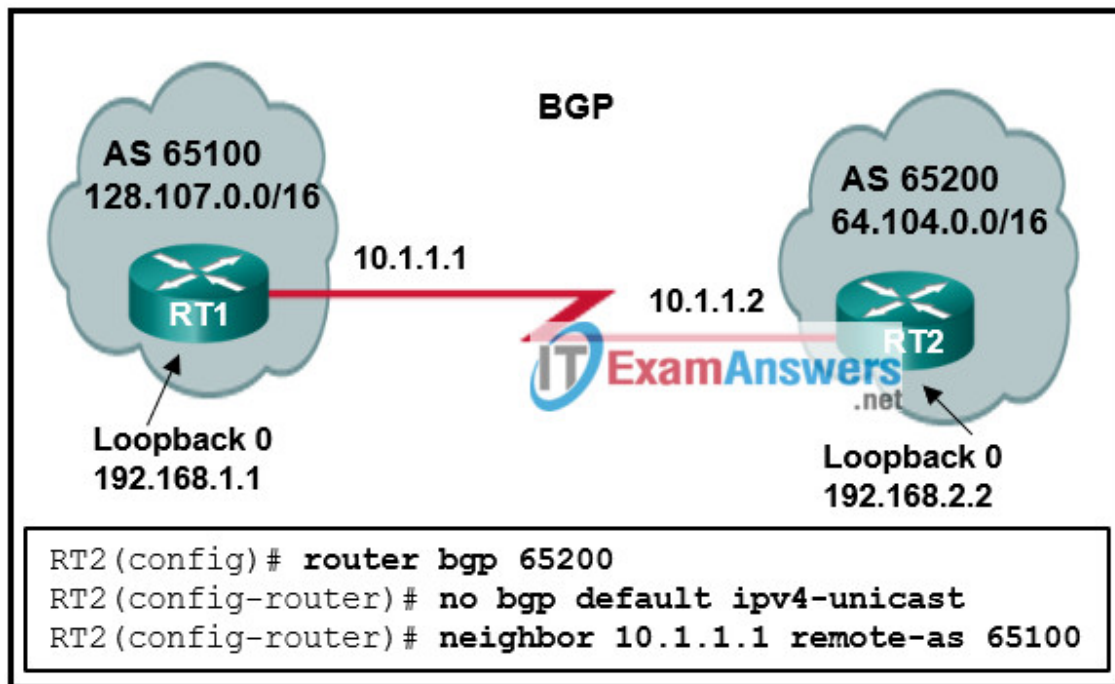 BGP
AS 65100
128.107.0.0/16
AS 65200
64.104.0.0/16
10.1.1.1
10.1.1.2
RT1
RT2
IT ExamAnswers
.net
Loopback 0
192.168.1.1
Loopback 0
192.168.2.2
RT2(config)# router bgp 65200
RT2(config-router)# no bgp default ipv4-unicast
RT2(config-router)# neighbor 10.1.1.1 remote-as 65100